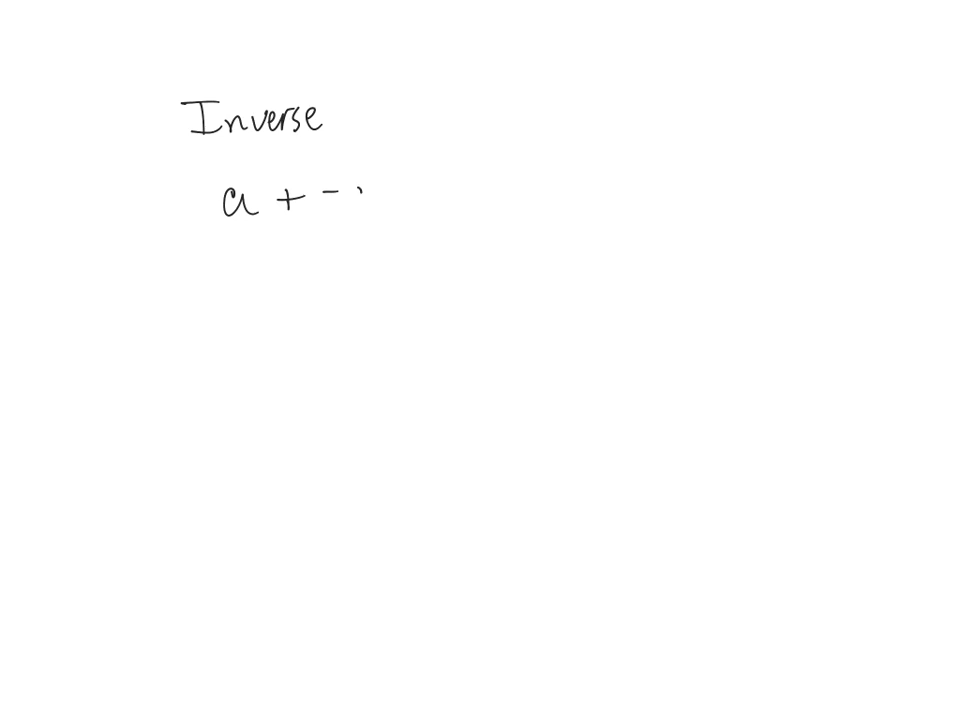 Inverse
a + -